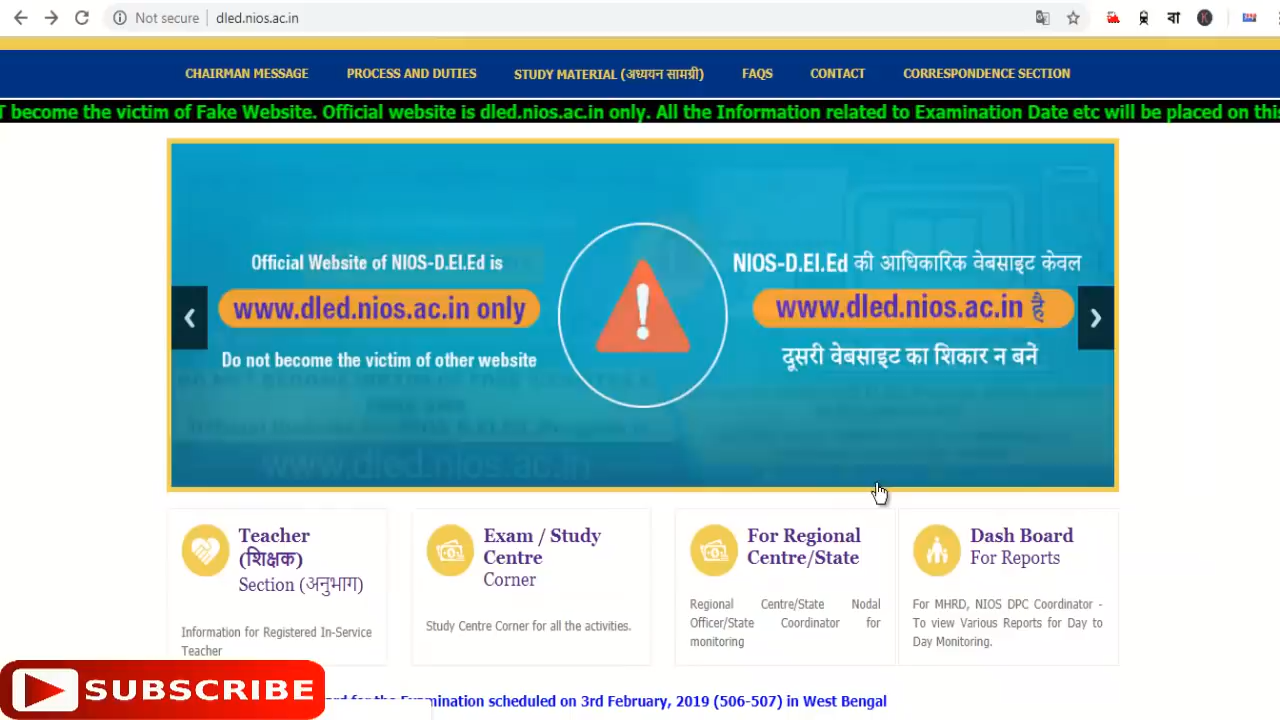 Not secure | dled.nios.ac.in
CHAIRMAN MESSAGE PROCESS AND DUTIES STUDY MATERIAL (अध्ययन सामग्री) FAQS CONTACT CORRESPONDENCE SECTION
become the victim of Fake Website. Official website is dled.nios.ac.in only. All the Information related to Examination Date etc will be placed on this
Official Website of NIOS-D.El.Ed is
www.dled.nios.ac.in only
Do not become the victim of other website
NIOS-D.El.Ed की आधिकारिक वेबसाइट केवल
www.dled.nios.ac.in है
दूसरी वेबसाइट का शिकार न बनें
www.dled.nios.ac.in
Teacher
(शिक्षक)
Section (अनुभाग)
Information for Registered In-Service
Teacher
Exam / Study
Centre
Corner
Study Centre Corner for all the activities.
For Regional
Centre/State
Regional Centre/State Nodal
Officer/State Coordinator for
monitoring
Dash Board
For Reports
For MHRD, NIOS DPC Coordinator -
To view Various Reports for Day to
Day Monitoring.
SUBSCRIBE
for the Examination scheduled on 3rd February, 2019 (506-507) in West Bengal